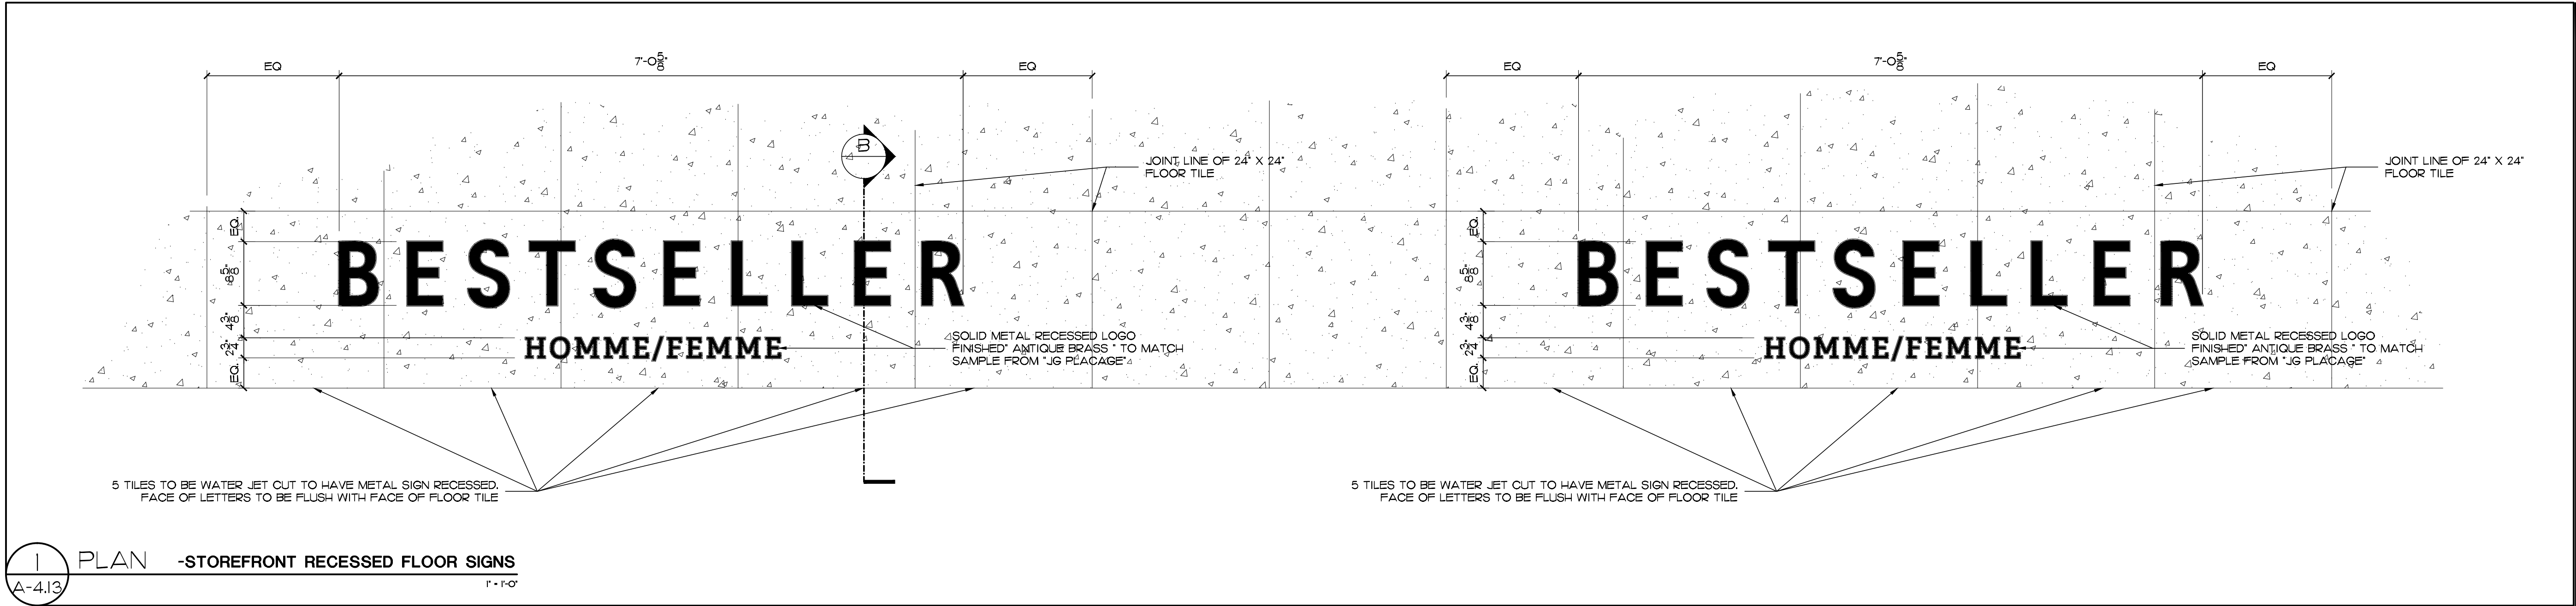 EQ 7'-0 5/8" EQ EQ 7'-0 5/8" EQ
B
JOINT LINE OF 24" X 24"
FLOOR TILE
JOINT LINE OF 24" X 24"
FLOOR TILE
EQ.
8 5/8"
4 3/8"
2 3/4"
EQ.
BESTSELLER
HOMME/FEMME
SOLID METAL RECESSED LOGO
FINISHED" ANTIQUE BRASS " TO MATCH
SAMPLE FROM "JG PLACAGE"
EQ.
8 5/8"
4 3/8"
2 3/4"
EQ.
BESTSELLER
HOMME/FEMME
SOLID METAL RECESSED LOGO
FINISHED" ANTIQUE BRASS " TO MATCH
SAMPLE FROM "JG PLACAGE"
5 TILES TO BE WATER JET CUT TO HAVE METAL SIGN RECESSED.
FACE OF LETTERS TO BE FLUSH WITH FACE OF FLOOR TILE
5 TILES TO BE WATER JET CUT TO HAVE METAL SIGN RECESSED.
FACE OF LETTERS TO BE FLUSH WITH FACE OF FLOOR TILE
1
A-4.13
PLAN -STOREFRONT RECESSED FLOOR SIGNS
1" = 1'-0"